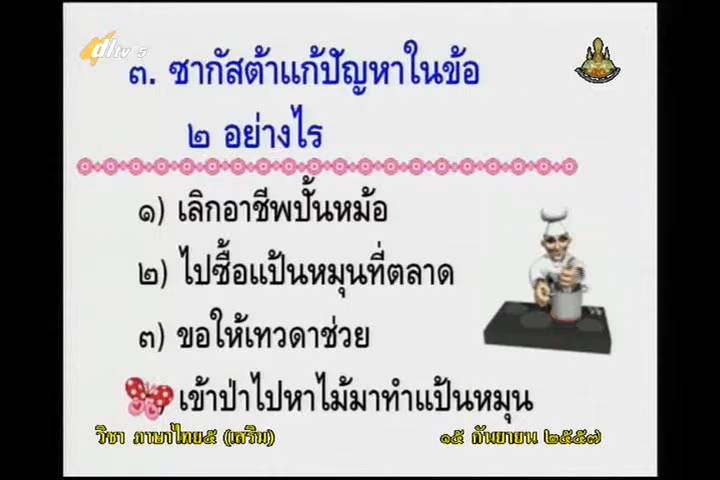 dltv 5
๓. ซากัสต้าแก้ปัญหาในข้อ
๒ อย่างไร
๑) เลิกอาชีพปั้นหม้อ
๒) ไปซื้อแป้นหมุนที่ตลาด
๓) ขอให้เทวดาช่วย
เข้าป่าไปหาไม้มาทำแป้นหมุน
วิชา ภาษาไทย๕ (เสริม)
๑๕ กันยายน ๒๕๕๗